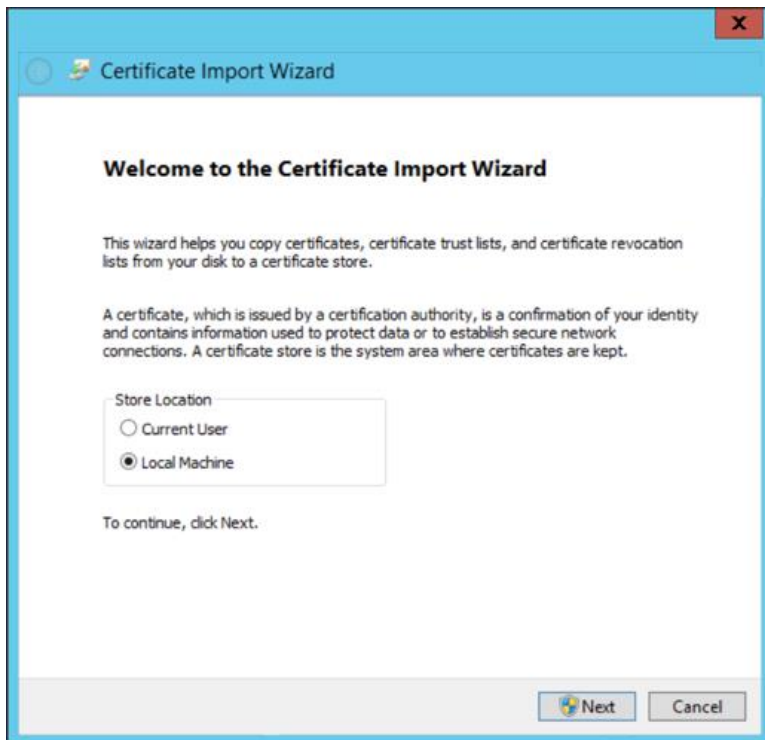 X
Certificate Import Wizard
Welcome to the Certificate Import Wizard
This wizard helps you copy certificates, certificate trust lists, and certificate revocation
lists from your disk to a certificate store.
A certificate, which is issued by a certification authority, is a confirmation of your identity
and contains information used to protect data or to establish secure network
connections. A certificate store is the system area where certificates are kept.
Store Location
Current User
Local Machine
To continue, click Next.
Next Cancel